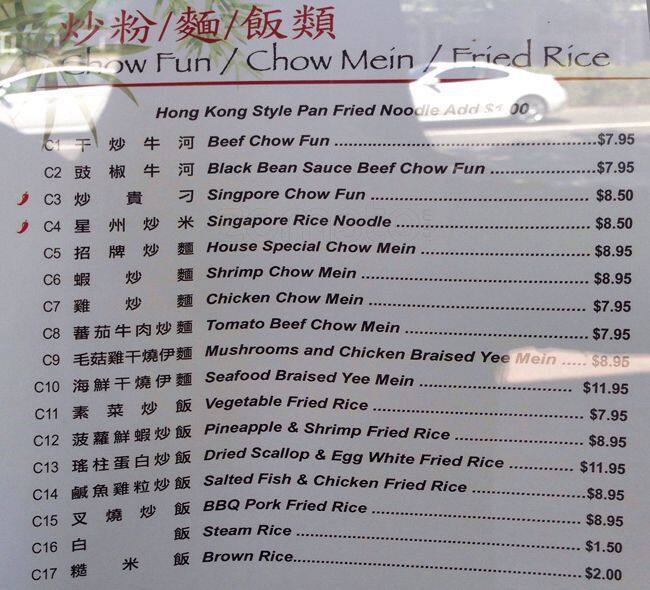 炒粉/麵/飯類
Chow Fun / Chow Mein / Fried Rice
Hong Kong Style Pan Fried Noodle Add $1.00
C1 干炒牛河 Beef Chow Fun $7.95
C2 豉椒牛河 Black Bean Sauce Beef Chow Fun $7.95
C3 炒貴刁 Singpore Chow Fun $8.50
C4 星州炒米 Singapore Rice Noodle $8.50
C5 招牌炒麵 House Special Chow Mein $8.95
C6 蝦炒麵 Shrimp Chow Mein $8.95
C7 雞炒麵 Chicken Chow Mein $7.95
C8 蕃茄牛肉炒麵 Tomato Beef Chow Mein $7.95
C9 毛菇雞干燒伊麵 Mushrooms and Chicken Braised Yee Mein $8.95
C10 海鮮干燒伊麵 Seafood Braised Yee Mein $11.95
C11 素菜炒飯 Vegetable Fried Rice $7.95
C12 菠蘿鮮蝦炒飯 Pineapple & Shrimp Fried Rice $8.95
C13 瑤柱蛋白炒飯 Dried Scallop & Egg White Fried Rice $11.95
C14 鹹魚雞粒炒飯 Salted Fish & Chicken Fried Rice $8.95
C15 叉燒炒飯 BBQ Pork Fried Rice $8.95
C16 白飯 Steam Rice $1.50
C17 糙米飯 Brown Rice $2.00